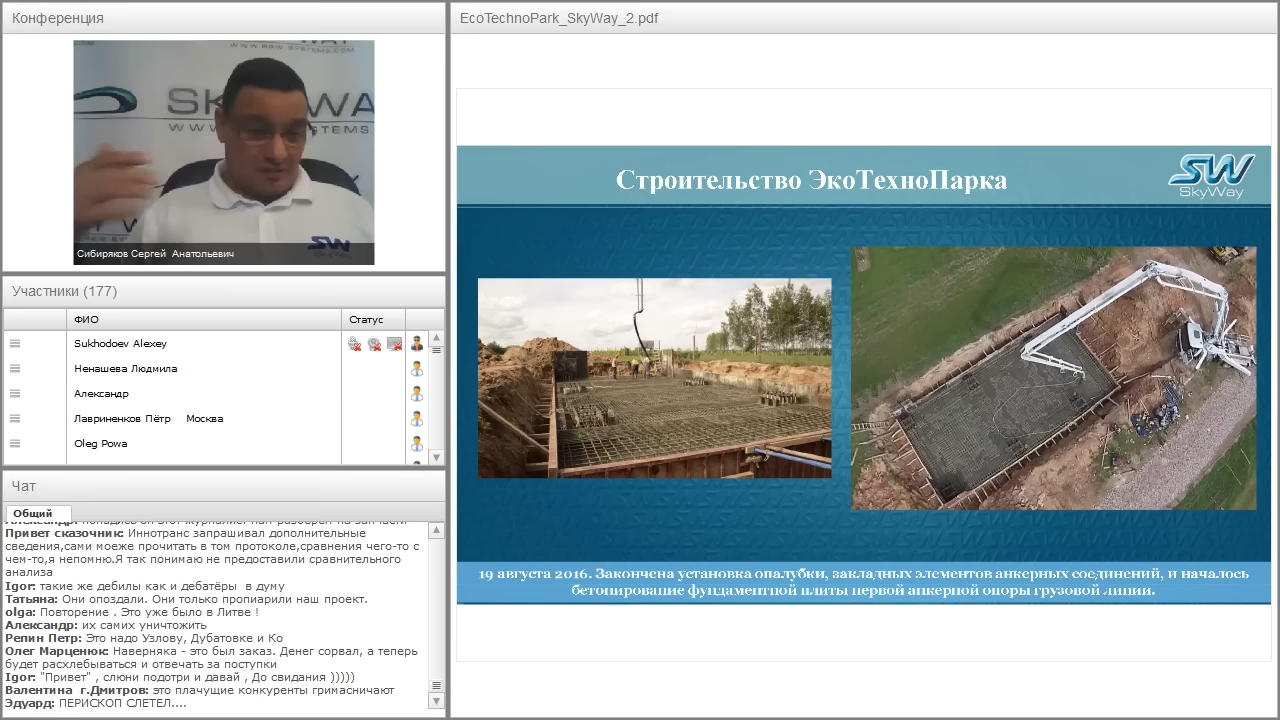 Конференция
EcoTechnoPark_SkyWay_2.pdf
WWW.RSW-SYSTEMS.COM
SKYWAY
Сибиряков Сергей Анатольевич
SW
Участники (177)
ФИО Статус
Sukhodoev Alexey
Ненашева Людмила
Александр
Лавриненков Пётр Москва
Oleg Powa
Чат
Общий
Привет сказочник: Иннотранс запрашивал дополнительные
сведения,сами моеже прочитать в том протоколе,сравнения чего-то с
чем-то,я непомню.Я так понимаю не предоставили сравнительного
анализа
Igor: такие же дебилы как и дебатёры в думу
Татьяна: Они опоздали. Они только пропиарили наш проект.
olga: Повторение . Это уже было в Литве !
Александр: их самих уничтожить
Репин Петр: Это надо Узлову, Дубатовке и Ко
Олег Марценюк: Наверняка - это был заказ. Денег сорвал, а теперь
будет расхлебываться и отвечать за поступки
Igor: "Привет" , слюни подотри и давай , До свидания )))))
Валентина г.Дмитров: это плачущие конкуренты гримасничают
Эдуард: ПЕРИСКОП СЛЕТЕЛ....
Строительство ЭкоТехноПарка
SW
SkyWay
19 августа 2016. Закончена установка опалубки, закладных элементов анкерных соединений, и началось
бетонирование фундаментной плиты первой анкерной опоры грузовой линии.